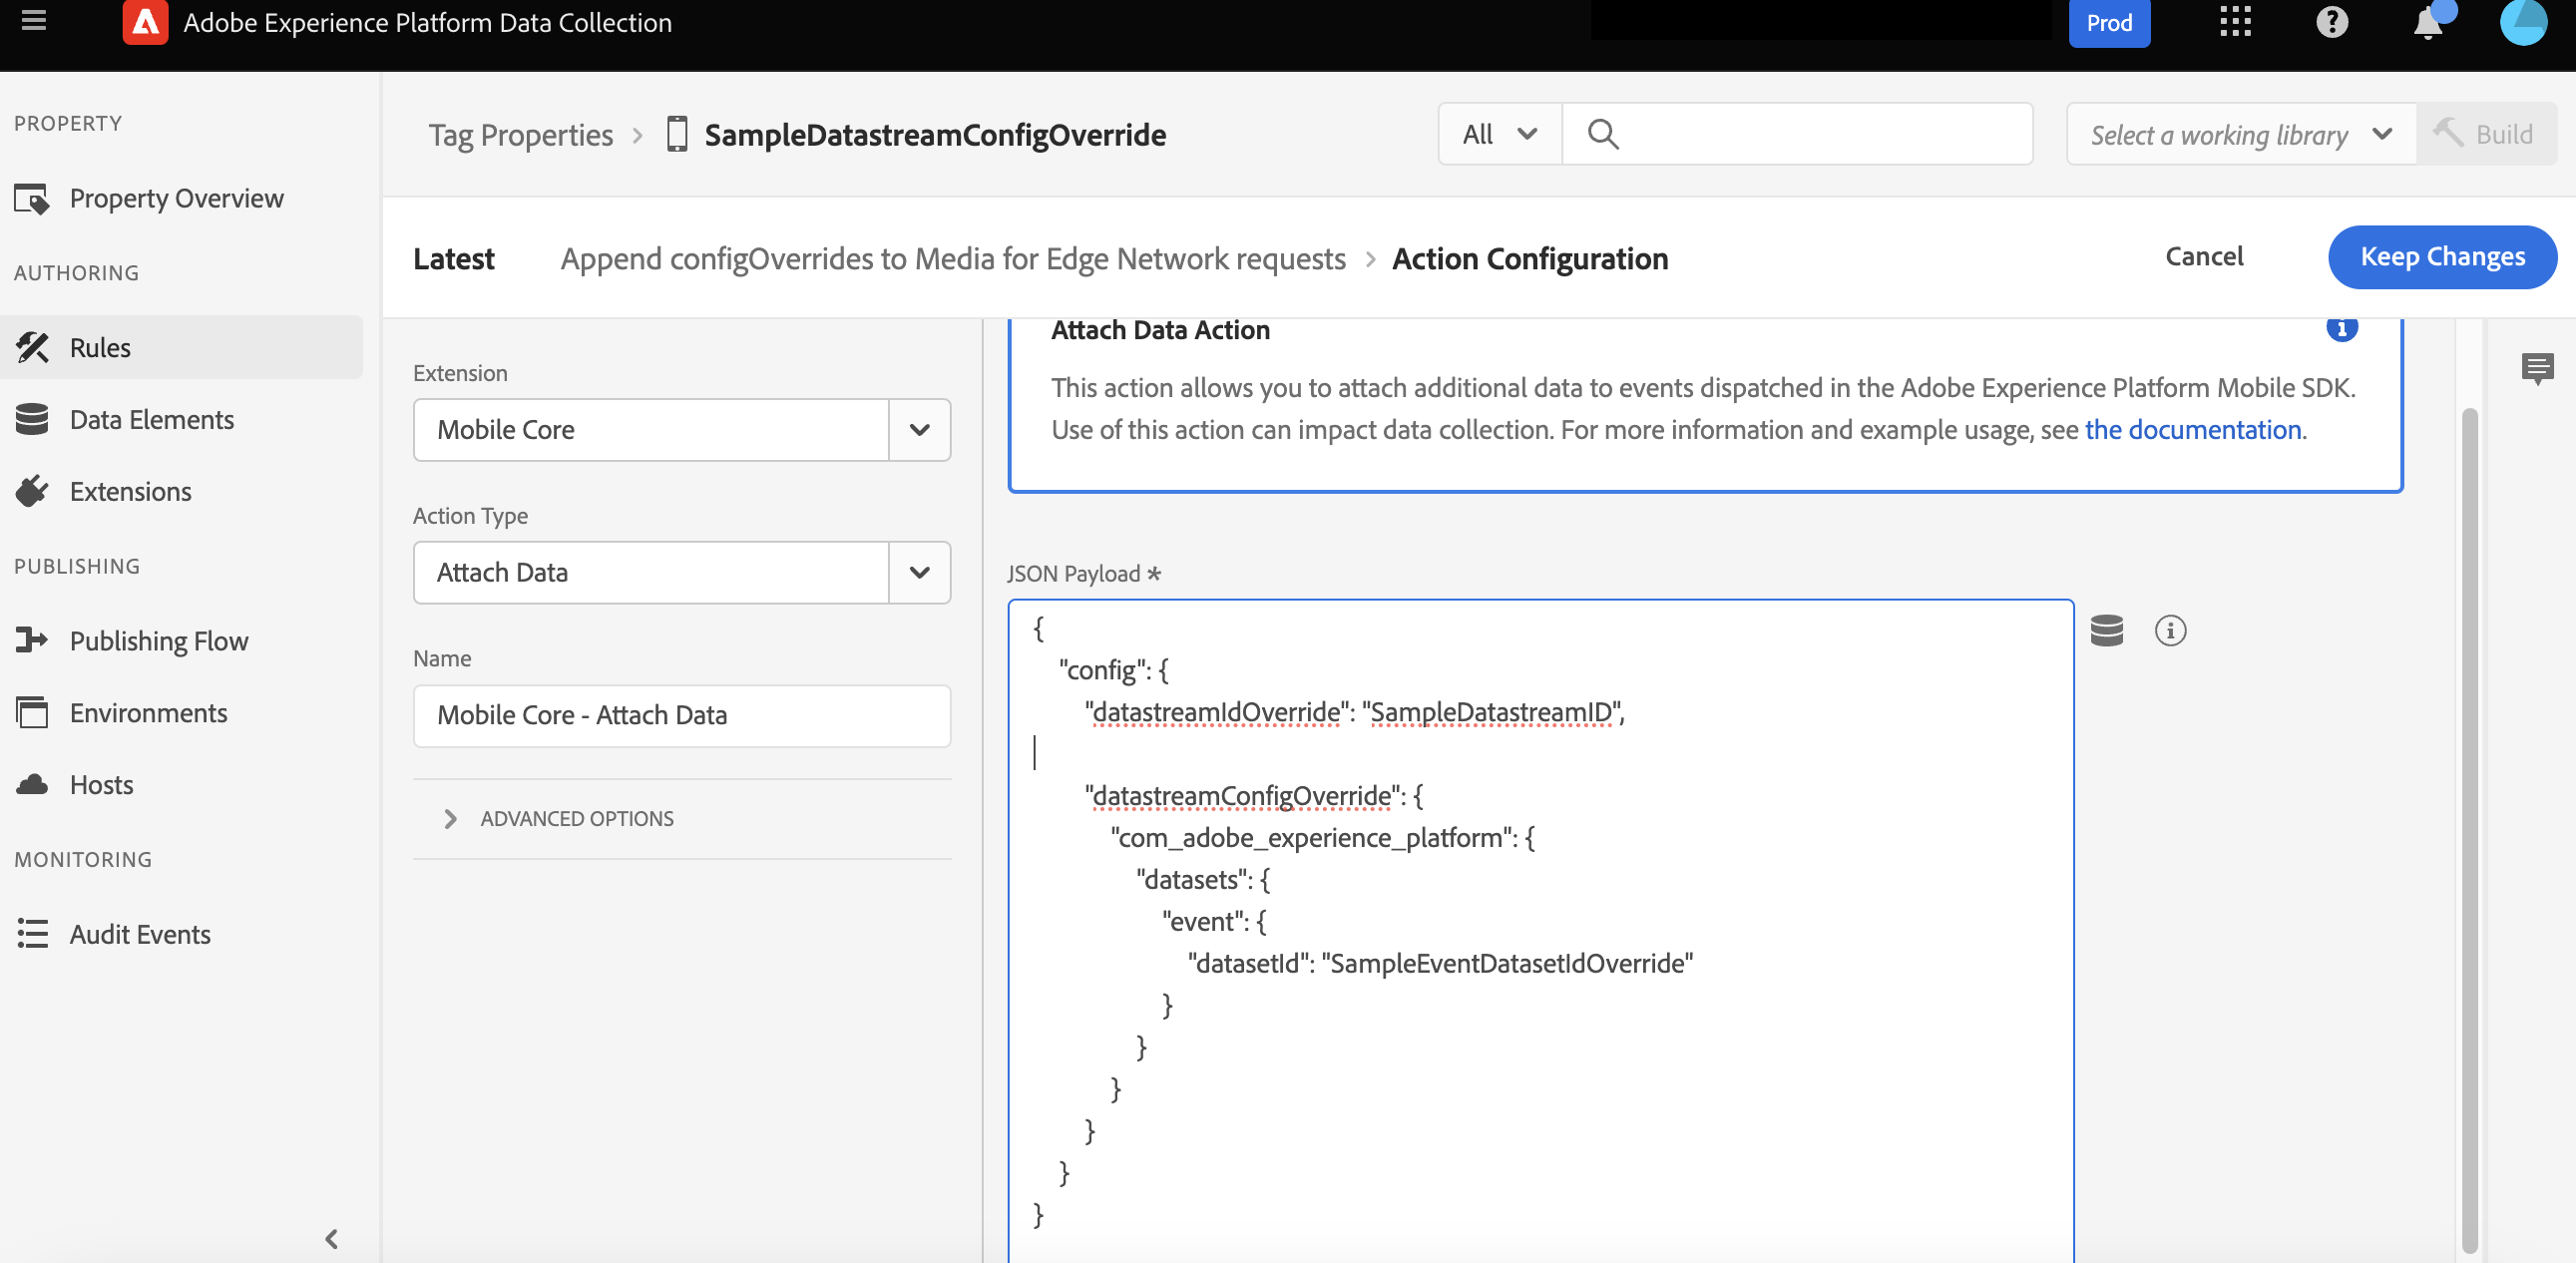 Adobe Experience Platform Data Collection
Prod
PROPERTY
Property Overview
AUTHORING
Rules
Data Elements
Extensions
PUBLISHING
Publishing Flow
Environments
Hosts
MONITORING
Audit Events
Tag Properties > SampleDatastreamConfigOverride
All
Select a working library
Build
Latest
Append configOverrides to Media for Edge Network requests > Action Configuration
Cancel
Keep Changes
Extension
Mobile Core
Action Type
Attach Data
Name
Mobile Core - Attach Data
ADVANCED OPTIONS
Attach Data Action
This action allows you to attach additional data to events dispatched in the Adobe Experience Platform Mobile SDK.
Use of this action can impact data collection. For more information and example usage, see the documentation.
JSON Payload *
{
"config": {
"datastreamIdOverride": "SampleDatastreamID",
"datastreamConfigOverride": {
"com_adobe_experience_platform": {
"datasets": {
"event": {
"datasetId": "SampleEventDatasetIdOverride"
}
}
}
}
}
}